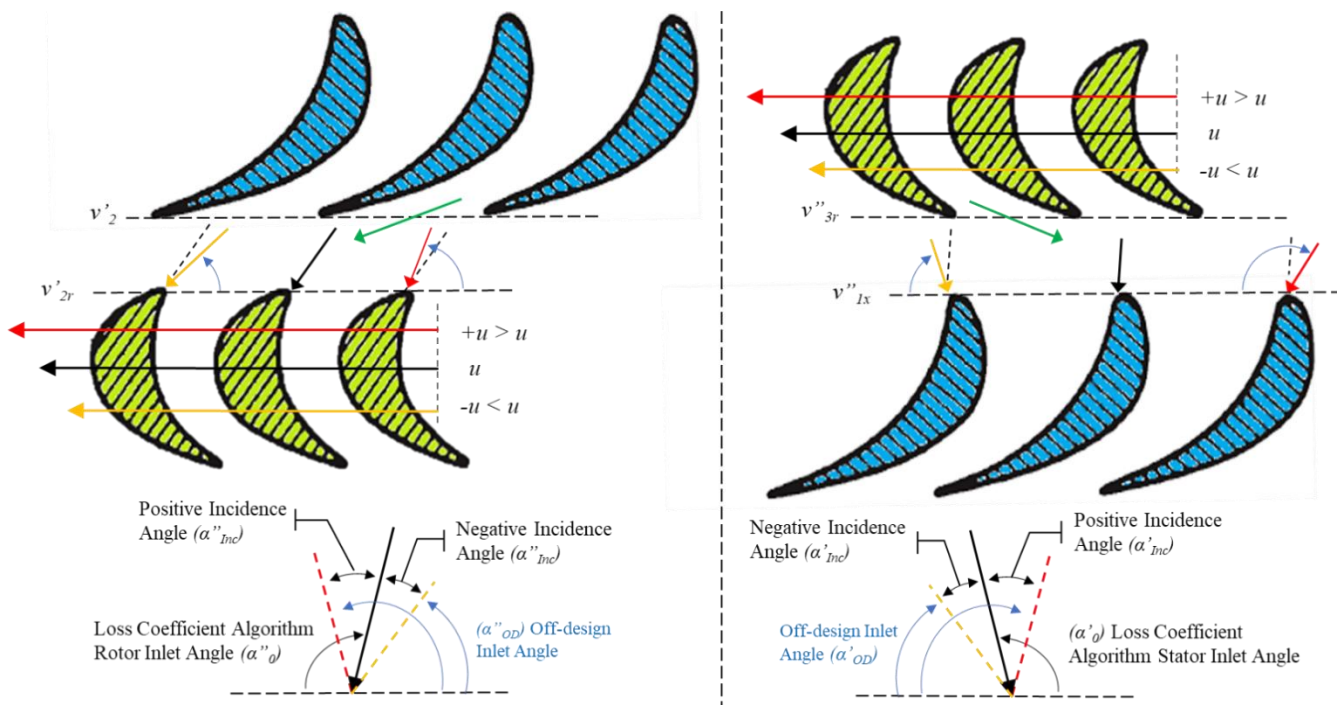 v'2
v'2r
+u > u
u
-u < u
Positive Incidence
Angle (α''Inc)
Negative Incidence
Angle (α''Inc)
Loss Coefficient Algorithm
Rotor Inlet Angle (α''0)
(α''OD) Off-design
Inlet Angle
+u > u
u
-u < u
v''3r
v''1x
Negative Incidence
Angle (α'Inc)
Positive Incidence
Angle (α'Inc)
Off-design Inlet
Angle (α'OD)
(α'0) Loss Coefficient
Algorithm Stator Inlet Angle